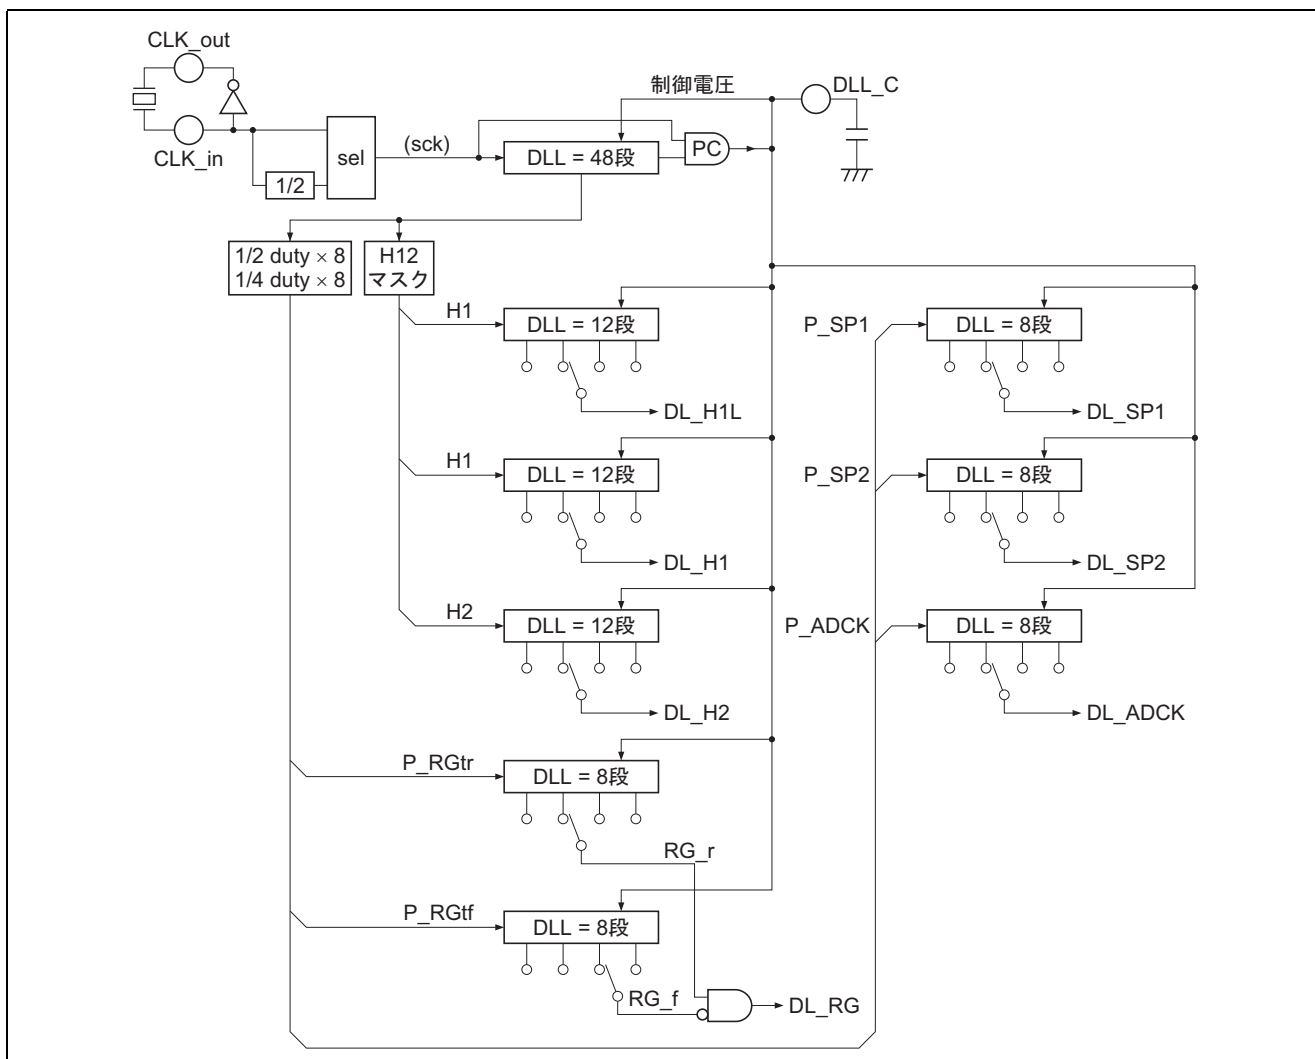 CLK_out
制御電圧
DLL_C
CLK_in
sel
(sck)
DLL = 48段
PC
1/2
1/2 duty × 8
1/4 duty × 8
H12
マスク
H1
DLL = 12段
DL_H1L
P_SP1
DLL = 8段
DL_SP1
H1
DLL = 12段
DL_H1
P_SP2
DLL = 8段
DL_SP2
H2
DLL = 12段
DL_H2
P_ADCK
DLL = 8段
DL_ADCK
P_RGtr
DLL = 8段
RG_r
P_RGtf
DLL = 8段
RG_f
DL_RG